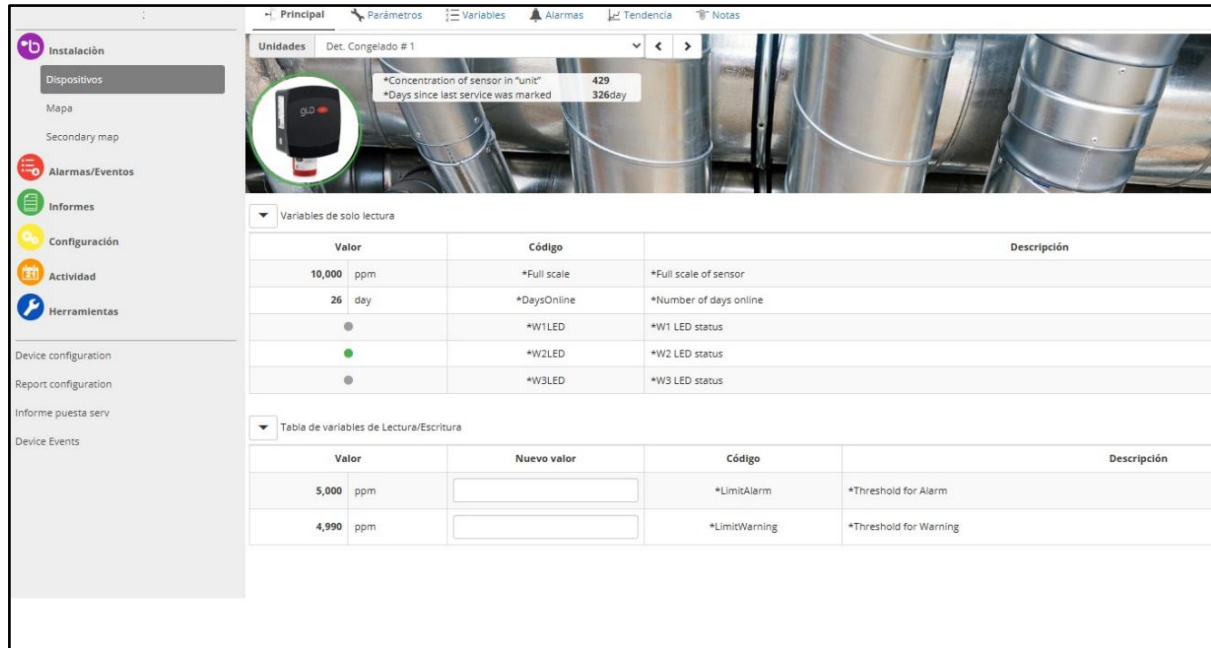 Principal Parámetros Variables Alarmas Tendencia Notas
Instalaciòn
Dispositivos
Mapa
Secondary map
Alarmas/Eventos
Informes
Configuración
Actividad
Herramientas
Device configuration
Report configuration
Informe puesta serv
Device Events
Unidades Det. Congelado # 1
*Concentration of sensor in "unit" 429
*Days since last service was marked 326day
gLD
Variables de solo lectura
Valor Código Descripción
10,000 ppm *Full scale *Full scale of sensor
26 day *DaysOnline *Number of days online
*W1LED *W1 LED status
*W2LED *W2 LED status
*W3LED *W3 LED status
Tabla de variables de Lectura/Escritura
Valor Nuevo valor Código Descripción
5,000 ppm *LimitAlarm *Threshold for Alarm
4,990 ppm *LimitWarning *Threshold for Warning